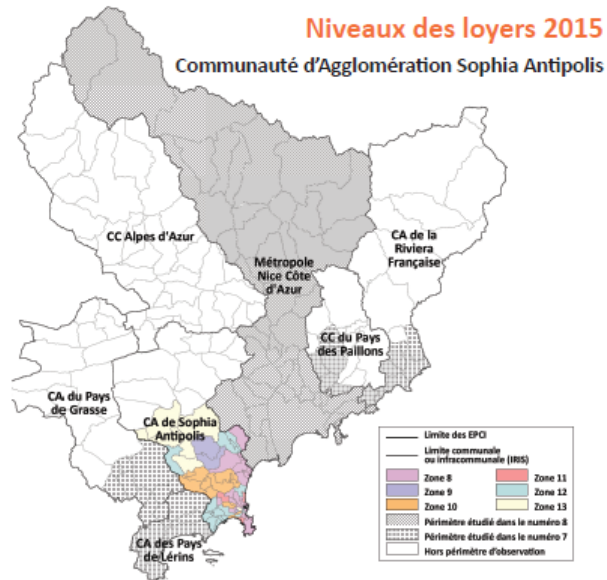 Niveaux des loyers 2015
Communauté d'Agglomération Sophia Antipolis
CC Alpes d'Azur
Métropole
Nice Côte
d'Azur
CA de la
Riviera
Française
CC du Pays
des Paillons
CA du Pays
de Grasse
CA de Sophia
Antipolis
CA des Pays
de Lérins
Limite des EPCI
Limite communale
ou infracommunale (IRIS)
Zone 8
Zone 11
Zone 9
Zone 12
Zone 10
Zone 13
Périmètre étudié dans le numéro 8
Périmètre étudié dans le numéro 7
Hors périmètre d'observation